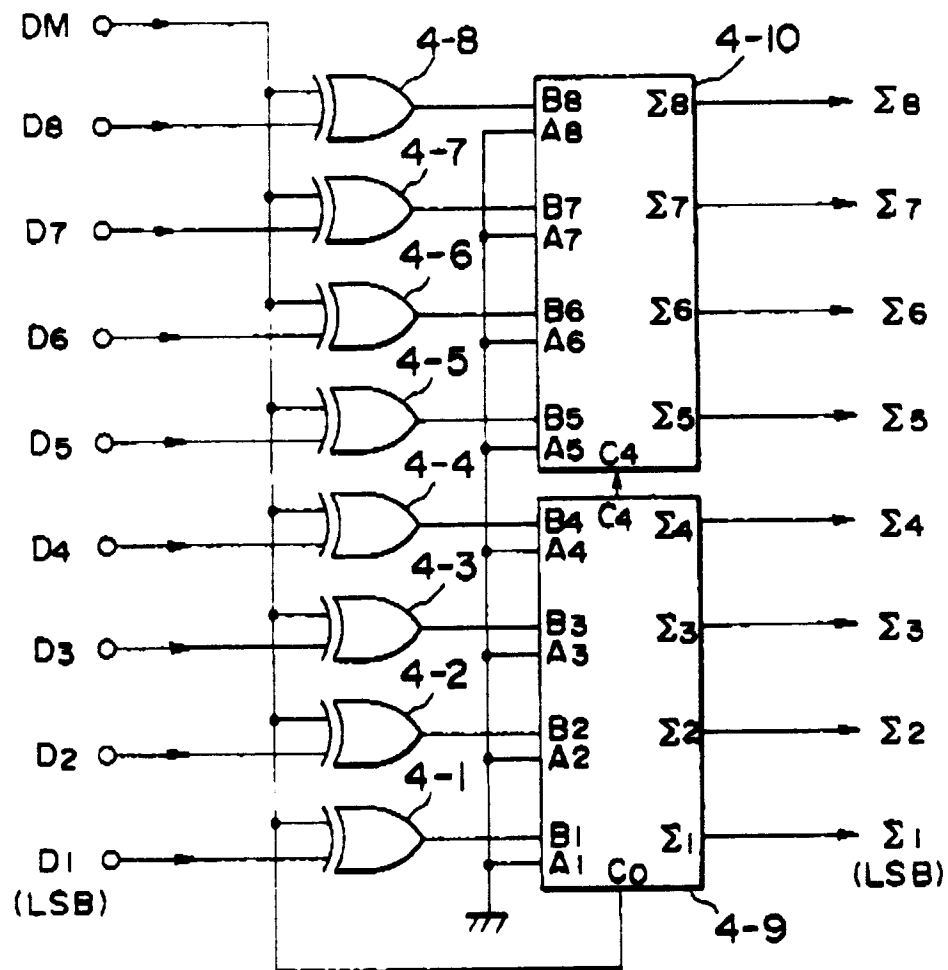 DM
4-8
4-10
D8
B8
A8
Σ8
Σ8
4-7
D7
B7
A7
Σ7
Σ7
4-6
D6
B6
A6
Σ6
Σ6
4-5
D5
B5
A5
Σ5
Σ5
C4
4-4
C4
D4
B4
A4
Σ4
Σ4
4-3
D3
B3
A3
Σ3
Σ3
4-2
D2
B2
A2
Σ2
Σ2
4-1
D1
(LSB)
B1
A1
Σ1
Σ1
(LSB)
C0
4-9